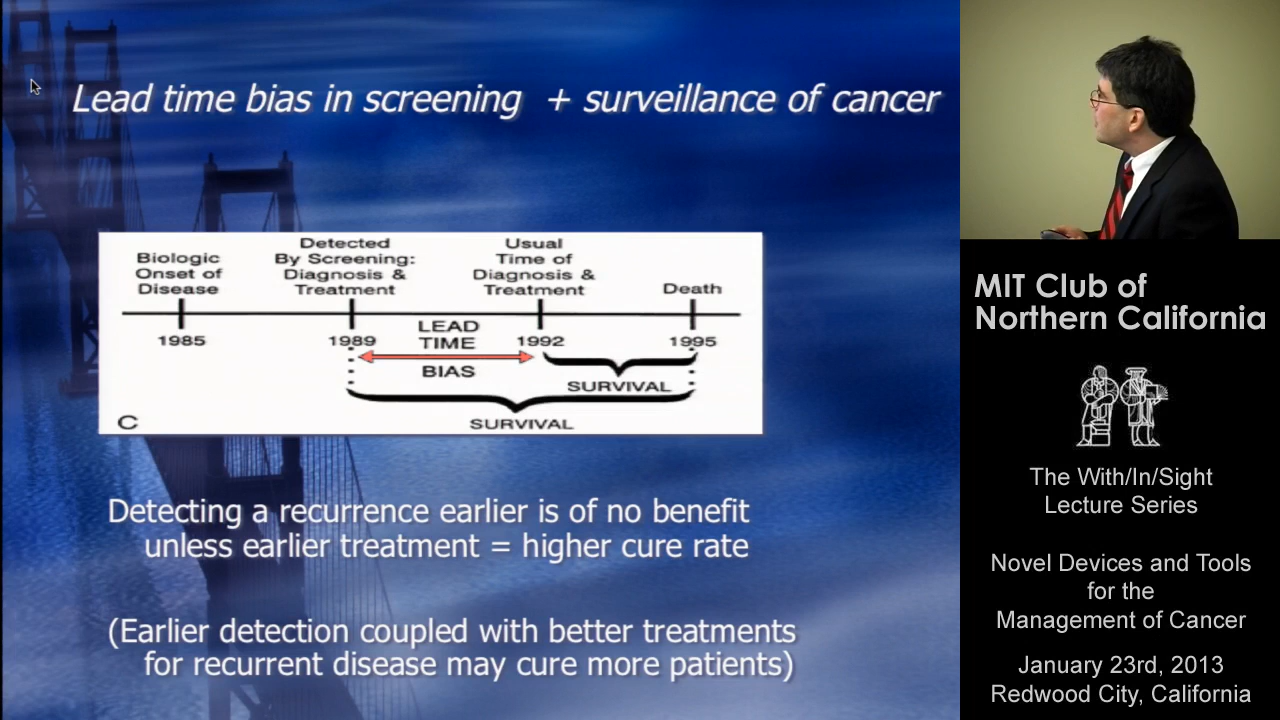 Lead time bias in screening + surveillance of cancer
Biologic
Onset of
Disease
Detected
By Screening:
Diagnosis &
Treatment
Usual
Time of
Diagnosis &
Treatment
Death
1985
1989
LEAD
TIME
BIAS
1992
1995
SURVIVAL
SURVIVAL
C
Detecting a recurrence earlier is of no benefit
unless earlier treatment = higher cure rate
(Earlier detection coupled with better treatments
for recurrent disease may cure more patients)
MIT Club of
Northern California
The With/In/Sight
Lecture Series
Novel Devices and Tools
for the
Management of Cancer
January 23rd, 2013
Redwood City, California